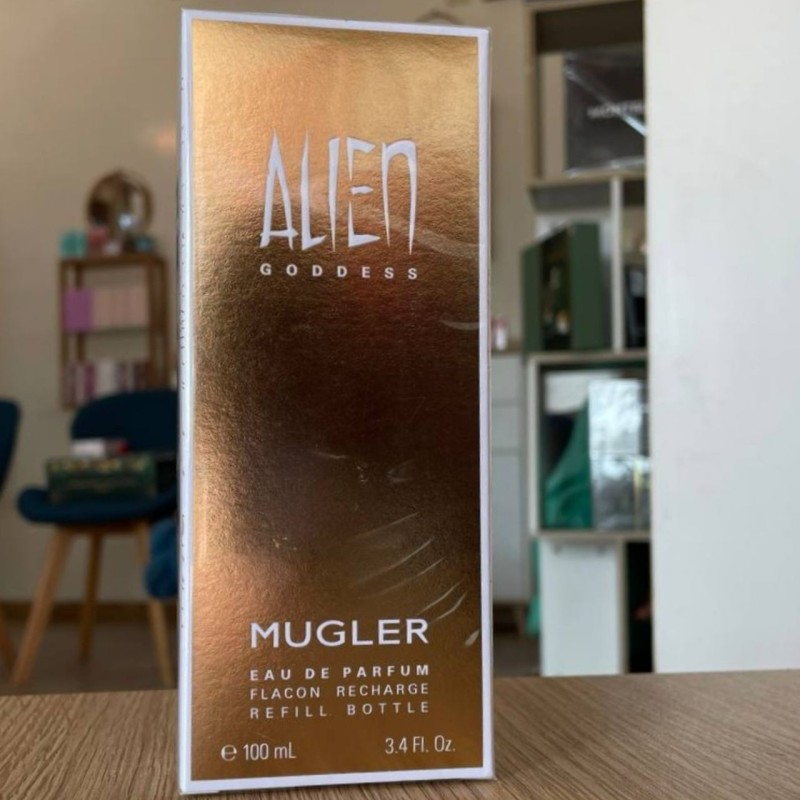 ALIEN
GODDESS
MUGLER
EAU DE PARFUM
FLACON RECHARGE
REFILL BOTTLE
℮ 100 mL 3.4 Fl. Oz.